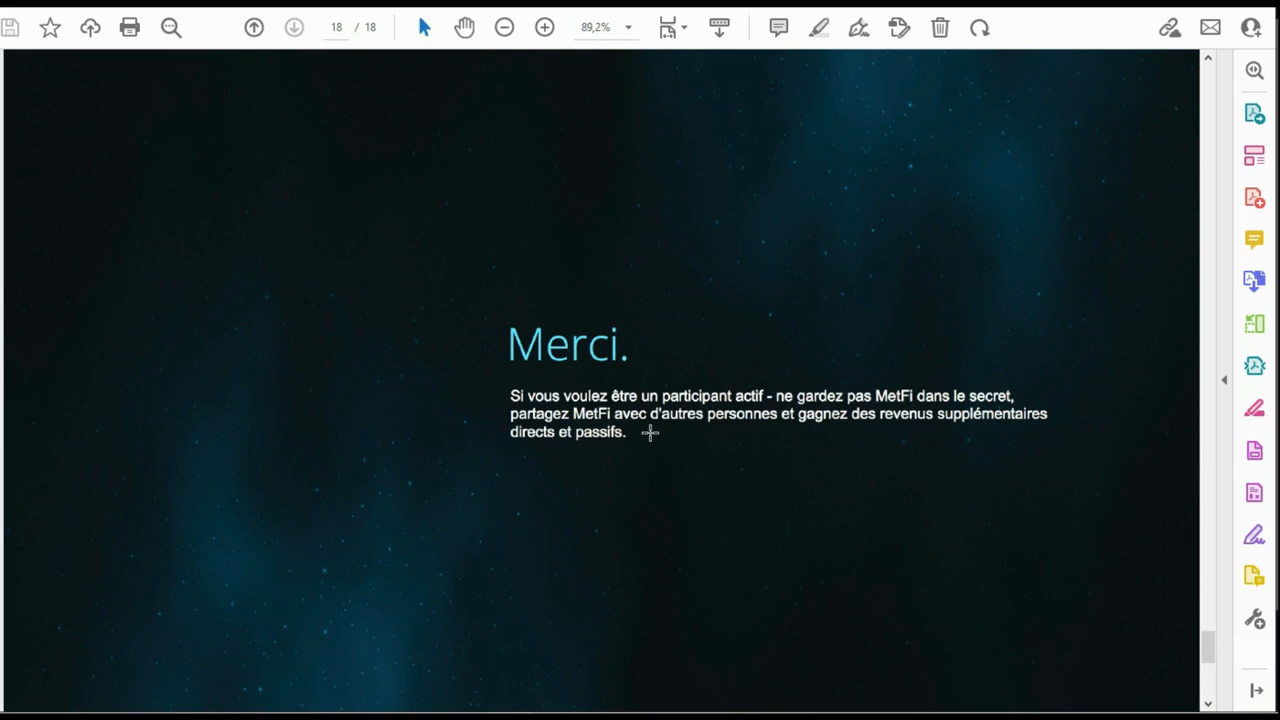 18 / 18
89,2%
Merci.
Si vous voulez être un participant actif - ne gardez pas MetFi dans le secret,
partagez MetFi avec d'autres personnes et gagnez des revenus supplémentaires
directs et passifs.